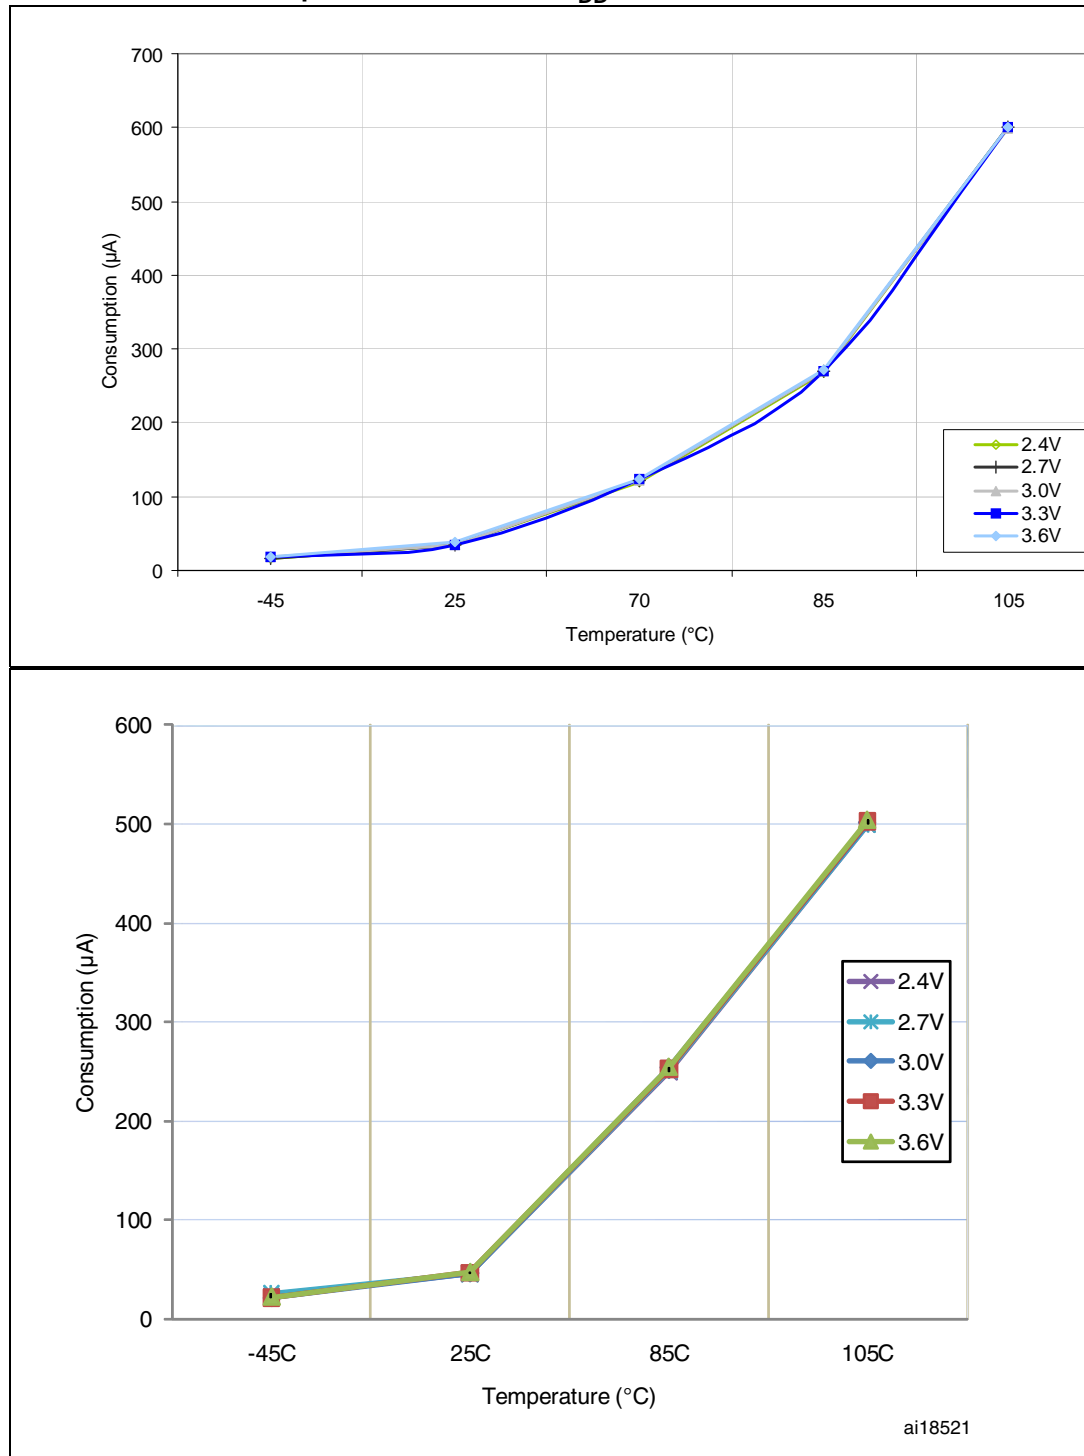 700
600
500
400
300
200
100
0
Consumption (µA)
-45 25 70 85 105
Temperature (°C)
2.4V
2.7V
3.0V
3.3V
3.6V
600
500
400
300
200
100
0
Consumption (µA)
-45C 25C 85C 105C
Temperature (°C)
2.4V
2.7V
3.0V
3.3V
3.6V
ai18521